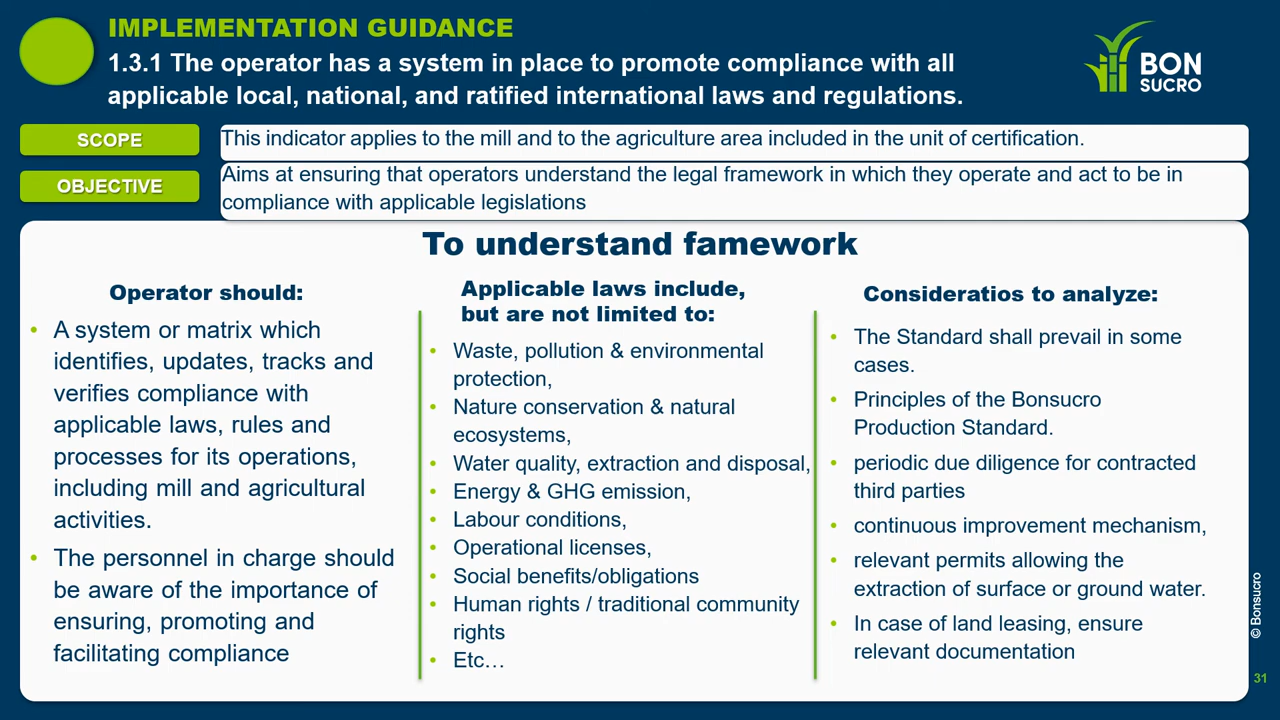 IMPLEMENTATION GUIDANCE
1.3.1 The operator has a system in place to promote compliance with all
applicable local, national, and ratified international laws and regulations.
BON
SUCRO
SCOPE
This indicator applies to the mill and to the agriculture area included in the unit of certification.
OBJECTIVE
Aims at ensuring that operators understand the legal framework in which they operate and act to be in
compliance with applicable legislations
To understand famework
Operator should:
• A system or matrix which
identifies, updates, tracks and
verifies compliance with
applicable laws, rules and
processes for its operations,
including mill and agricultural
activities.
• The personnel in charge should
be aware of the importance of
ensuring, promoting and
facilitating compliance
Applicable laws include,
but are not limited to:
• Waste, pollution & environmental
protection,
• Nature conservation & natural
ecosystems,
• Water quality, extraction and disposal,
• Energy & GHG emission,
• Labour conditions,
• Operational licenses,
• Social benefits/obligations
• Human rights / traditional community
rights
• Etc…
Consideratios to analyze:
• The Standard shall prevail in some
cases.
• Principles of the Bonsucro
Production Standard.
• periodic due diligence for contracted
third parties
• continuous improvement mechanism,
• relevant permits allowing the
extraction of surface or ground water.
• In case of land leasing, ensure
relevant documentation
© Bonsucro
31